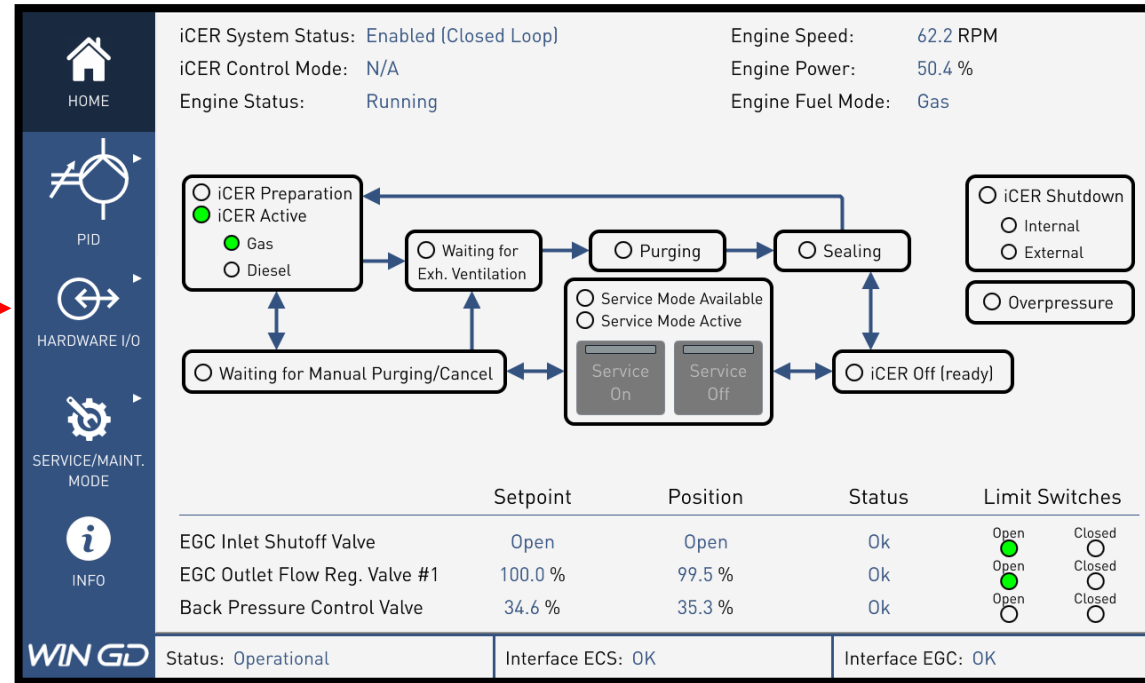 HOME
PID
HARDWARE I/O
SERVICE/MAINT.
MODE
INFO
WIN GD
iCER System Status: Enabled (Closed Loop)
iCER Control Mode: N/A
Engine Status: Running
Engine Speed: 62.2 RPM
Engine Power: 50.4 %
Engine Fuel Mode: Gas
iCER Preparation
iCER Active
Gas
Diesel
Waiting for
Exh. Ventilation
Purging
Sealing
iCER Shutdown
Internal
External
Overpressure
Service Mode Available
Service Mode Active
Service
On
Service
Off
Waiting for Manual Purging/Cancel
iCER Off (ready)
Setpoint Position Status Limit Switches
EGC Inlet Shutoff Valve Open Open Ok Open Closed
EGC Outlet Flow Reg. Valve #1 100.0 % 99.5 % Ok Open Closed
Back Pressure Control Valve 34.6 % 35.3 % Ok Open Closed
Status: Operational
Interface ECS: OK
Interface EGC: OK